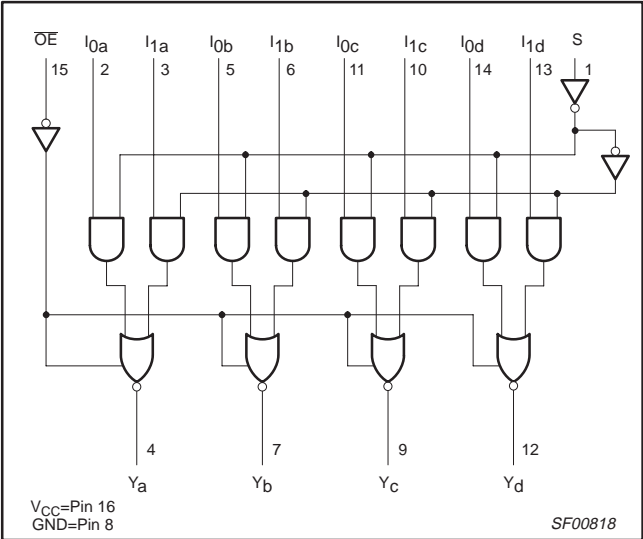 OE I0a I1a I0b I1b I0c I1c I0d I1d S
15 2 3 5 6 11 10 14 13 1
4 7 9 12
Ya Yb Yc Yd
VCC=Pin 16
GND=Pin 8
SF00818